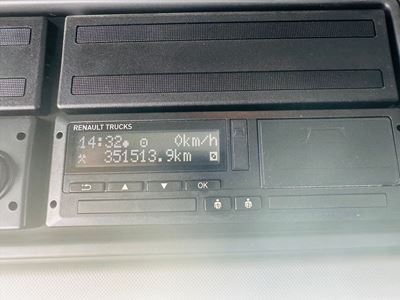 RENAULT TRUCKS
14:32 0km/h
351513.9km
OK